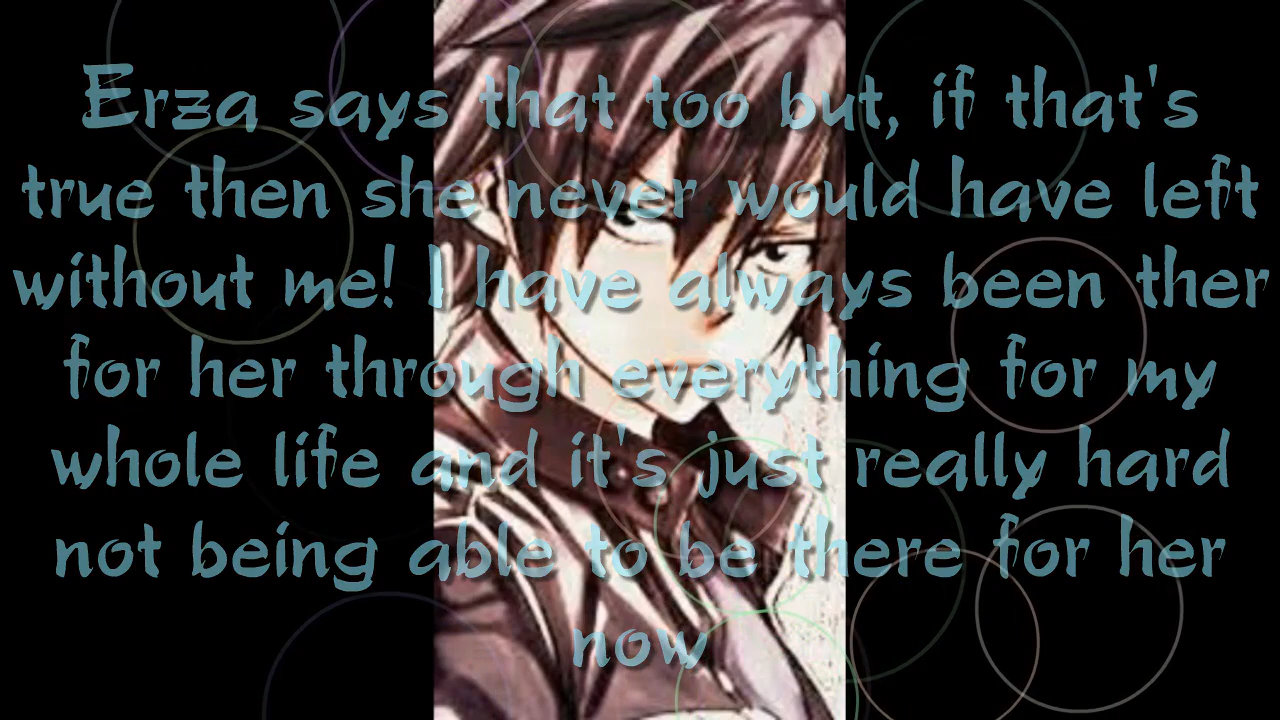 Erza says that too but, if that's
true then she never would have left
without me! I have always been ther
for her through everything for my
whole life and it's just really hard
not being able to be there for her
now